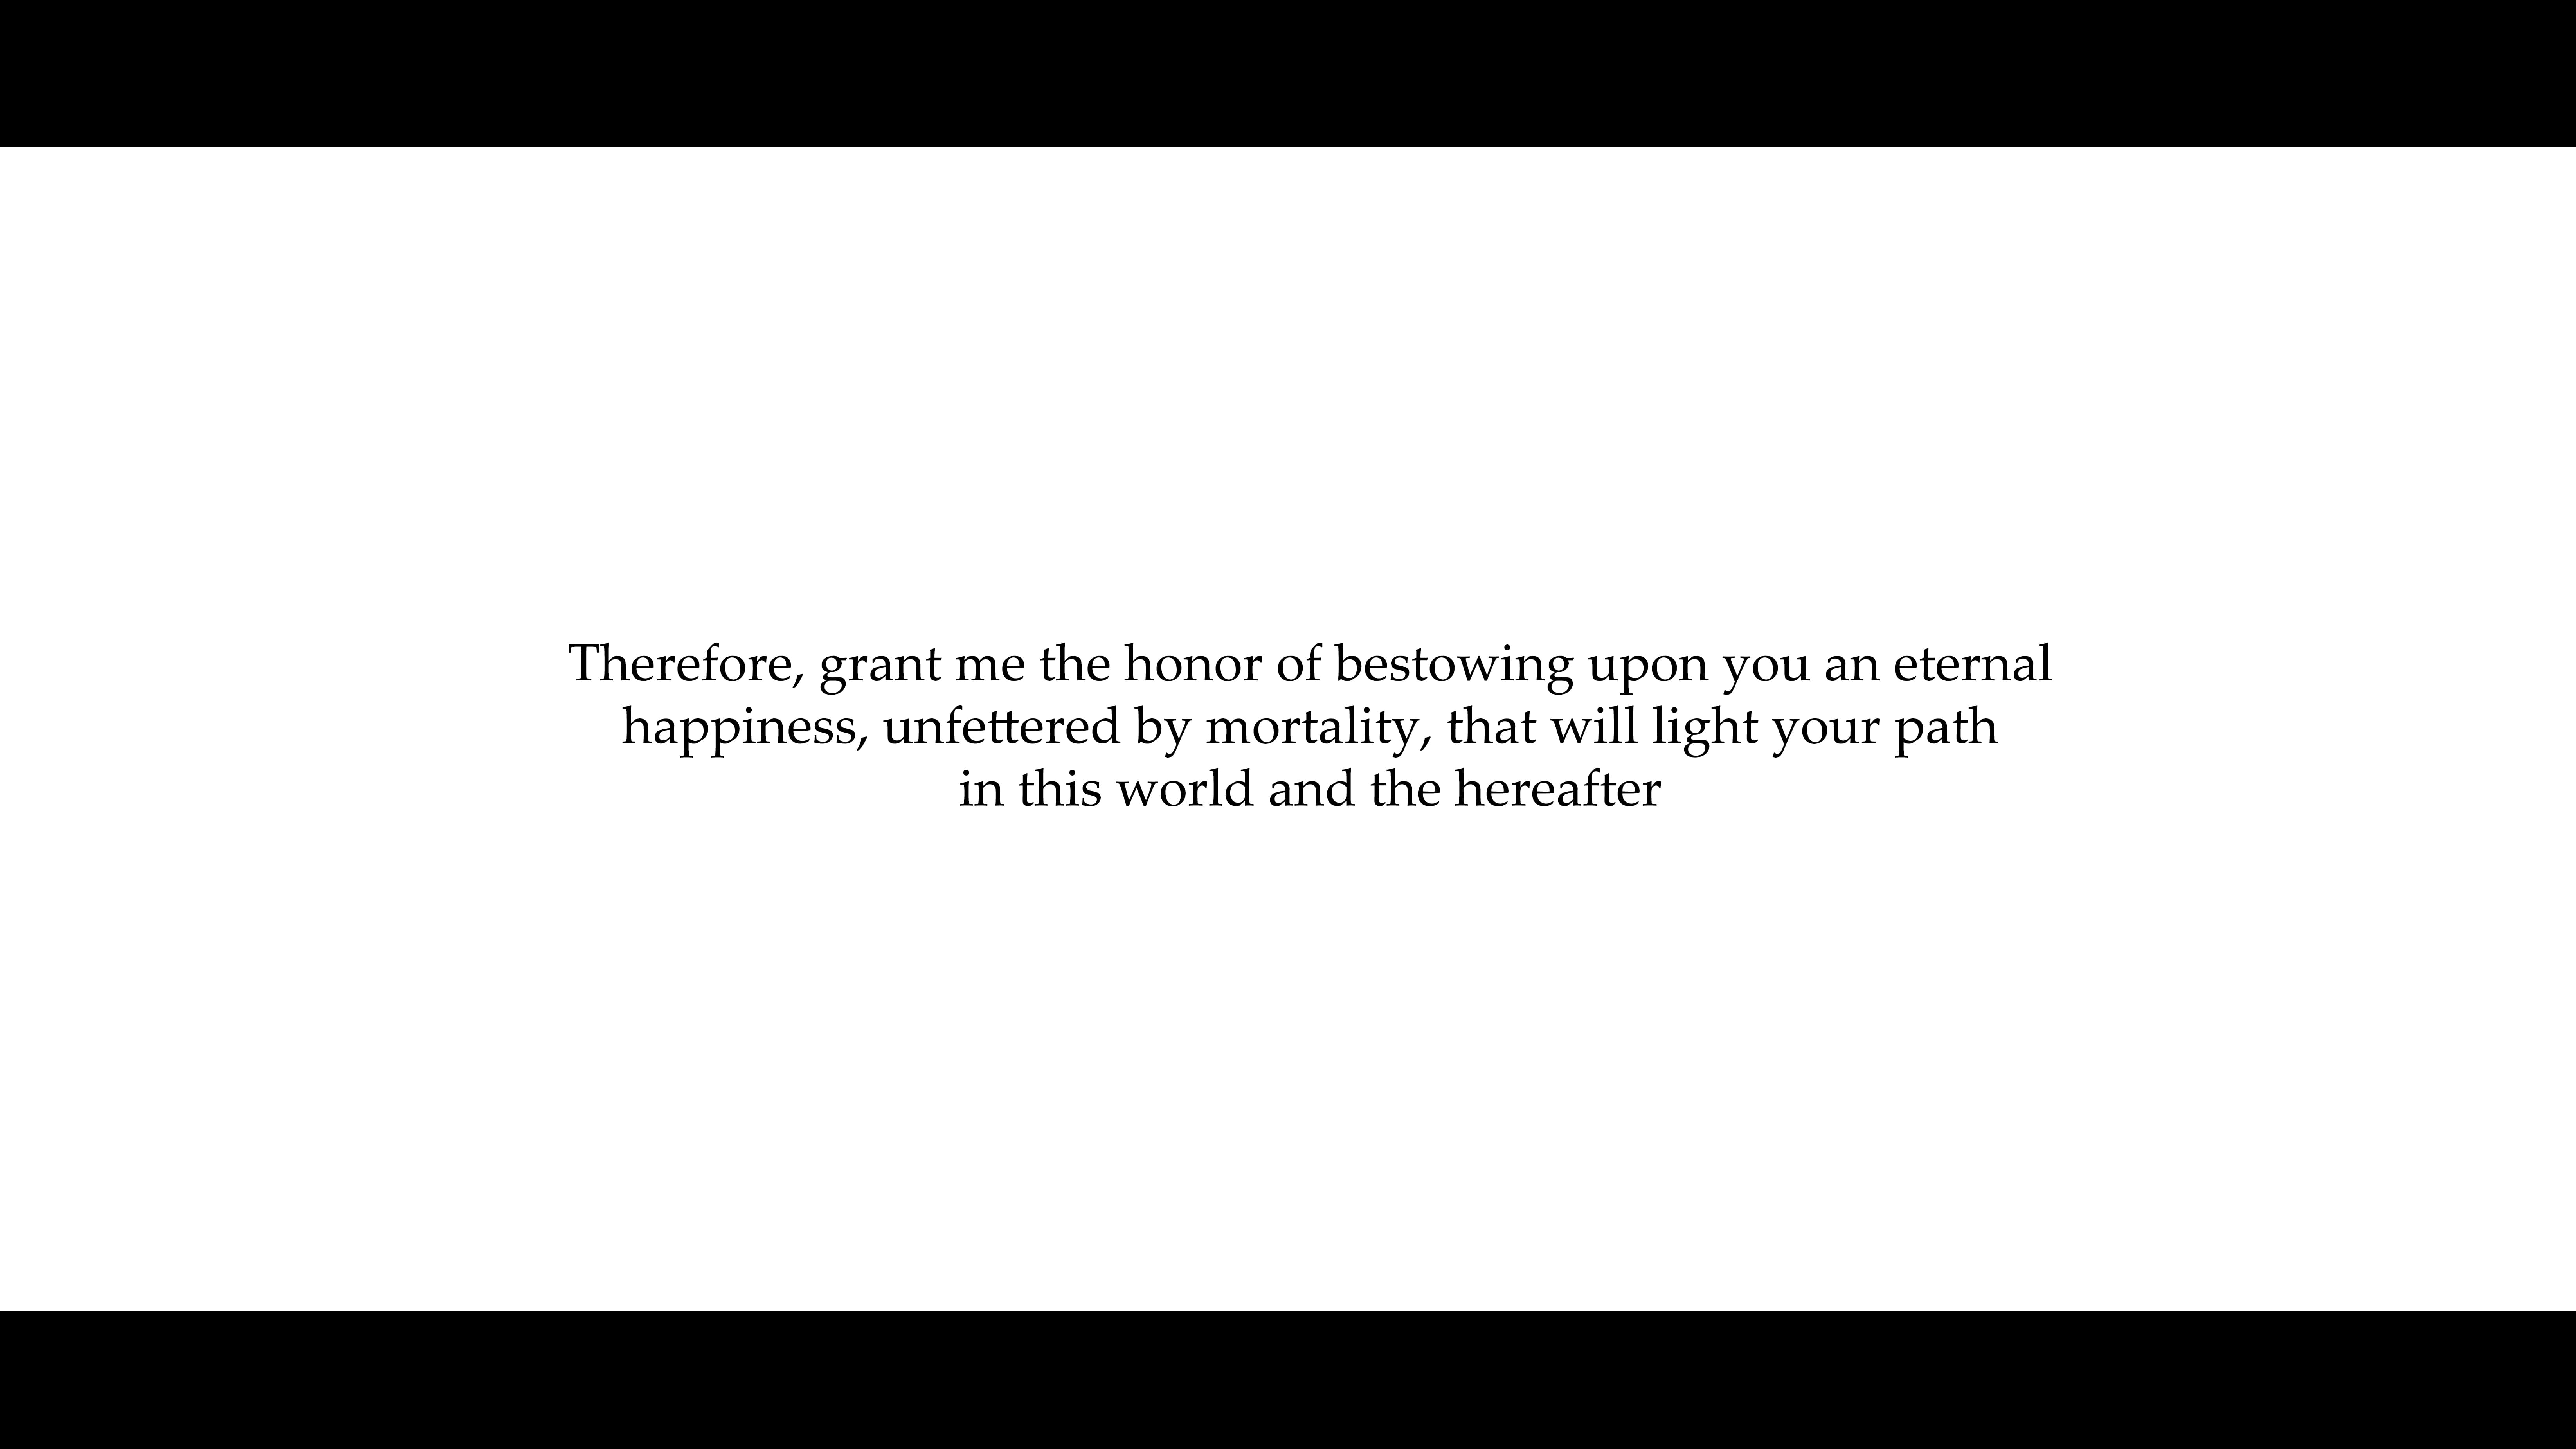 Therefore, grant me the honor of bestowing upon you an eternal
happiness, unfettered by mortality, that will light your path
in this world and the hereafter